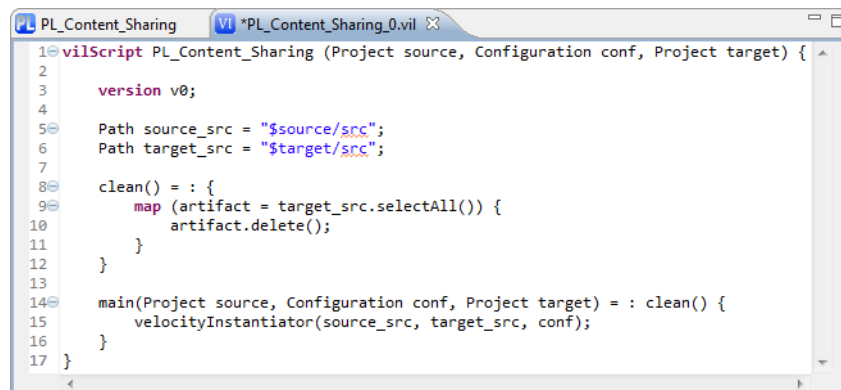 PL PL_Content_Sharing VI *PL_Content_Sharing_0.vil
1 vilScript PL_Content_Sharing (Project source, Configuration conf, Project target) {
2
3 version v0;
4
5 Path source_src = "$source/src";
6 Path target_src = "$target/src";
7
8 clean() = : {
9 map (artifact = target_src.selectAll()) {
10 artifact.delete();
11 }
12 }
13
14 main(Project source, Configuration conf, Project target) = : clean() {
15 velocityInstantiator(source_src, target_src, conf);
16 }
17 }